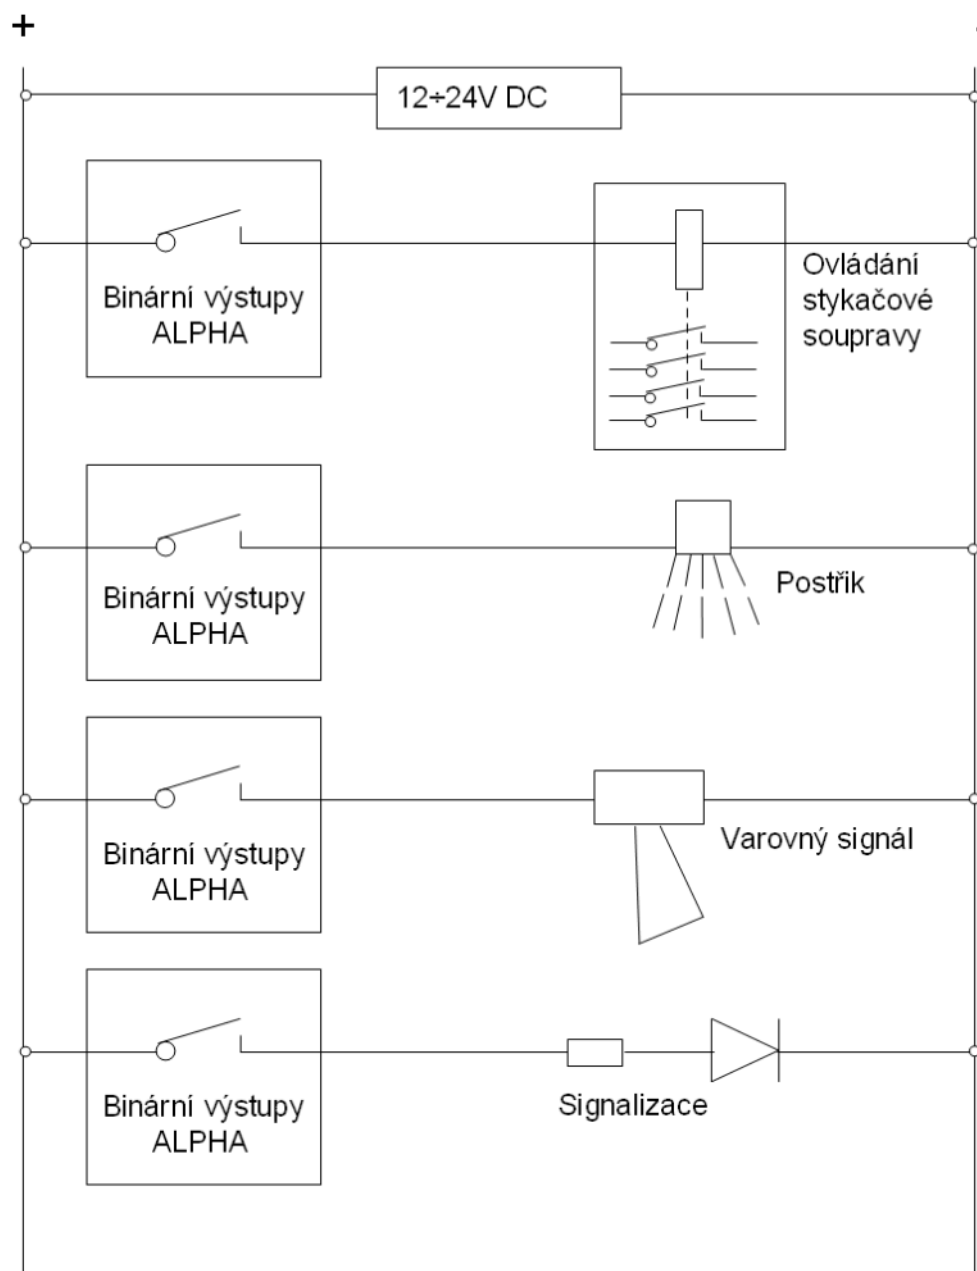 +
12÷24V DC
Binární výstupy
ALPHA
Ovládání
stykačové
soupravy
Binární výstupy
ALPHA
Postřik
Binární výstupy
ALPHA
Varovný signál
Binární výstupy
ALPHA
Signalizace